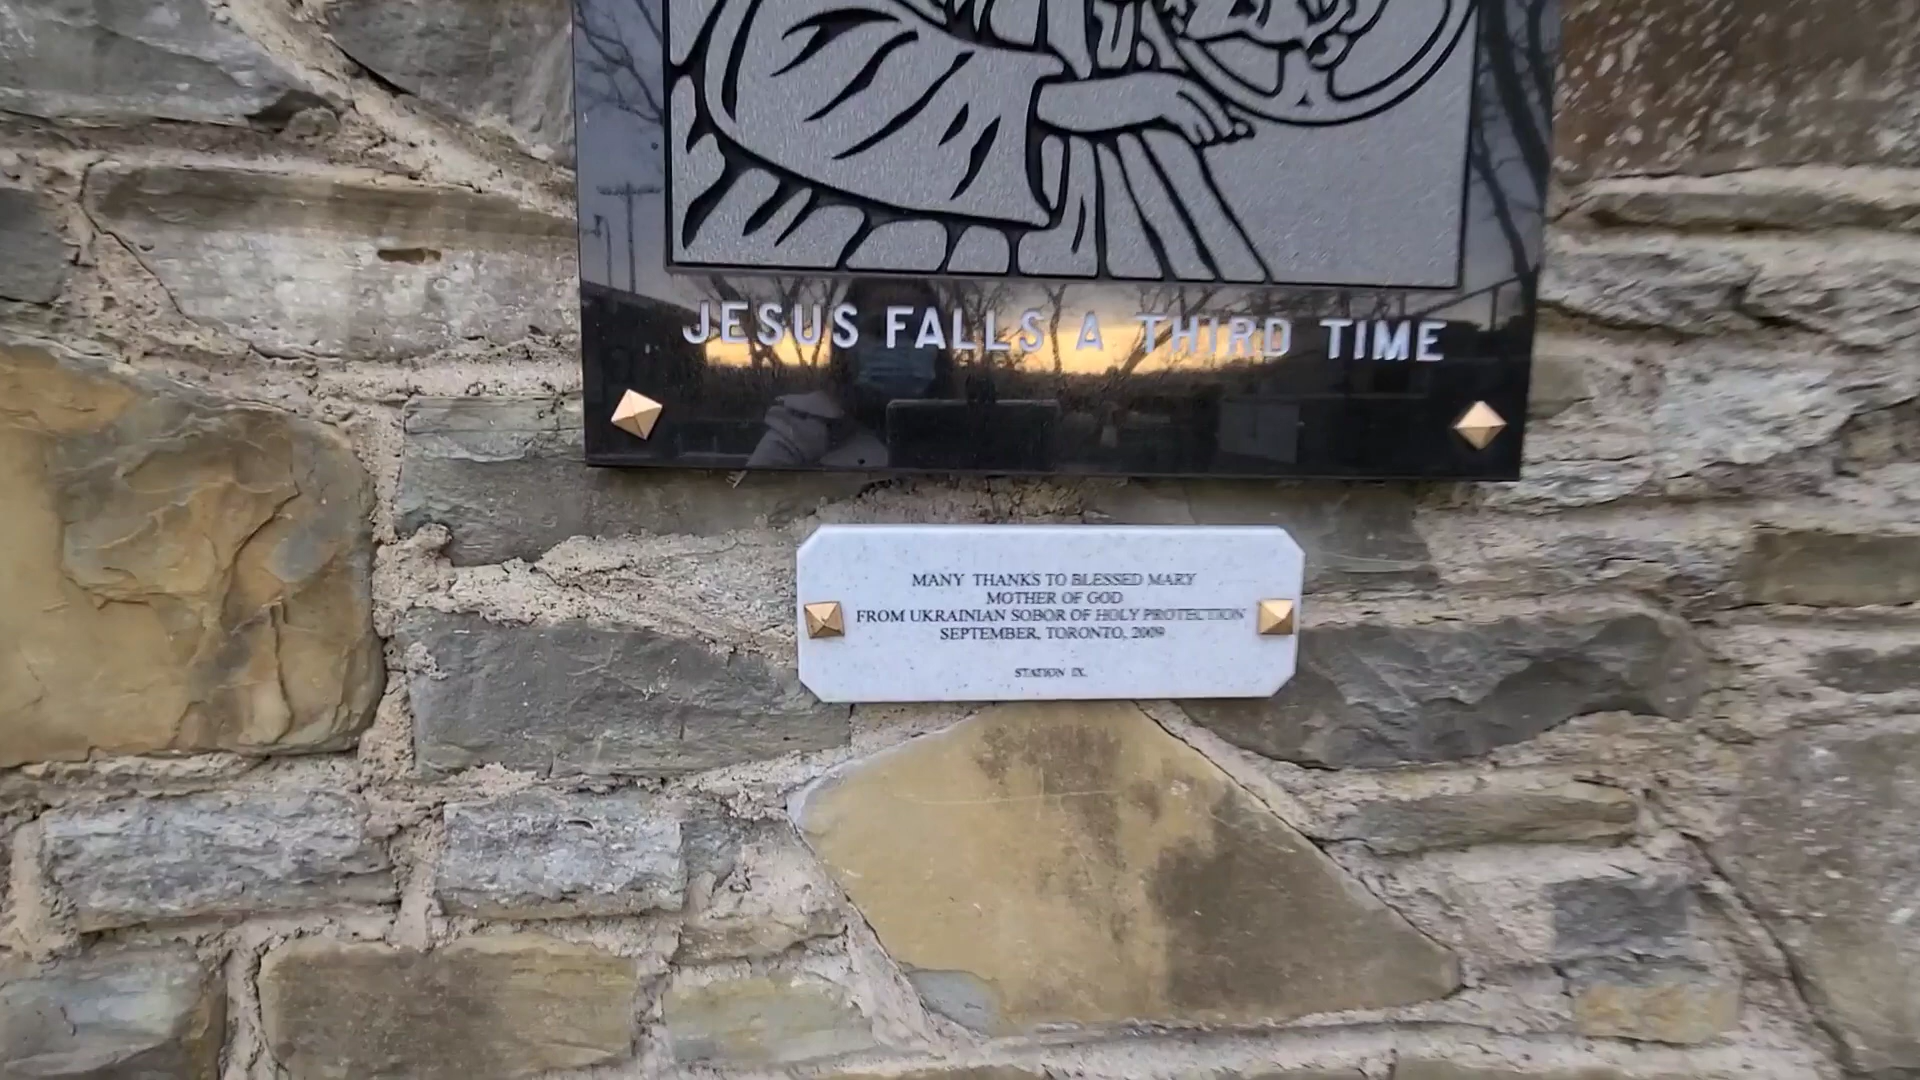 JESUS FALLS A THIRD TIME
MANY THANKS TO BLESSED MARY
MOTHER OF GOD
FROM UKRAINIAN SOBOR OF HOLY PROTECTION
SEPTEMBER, TORONTO, 2009
STATION IX.